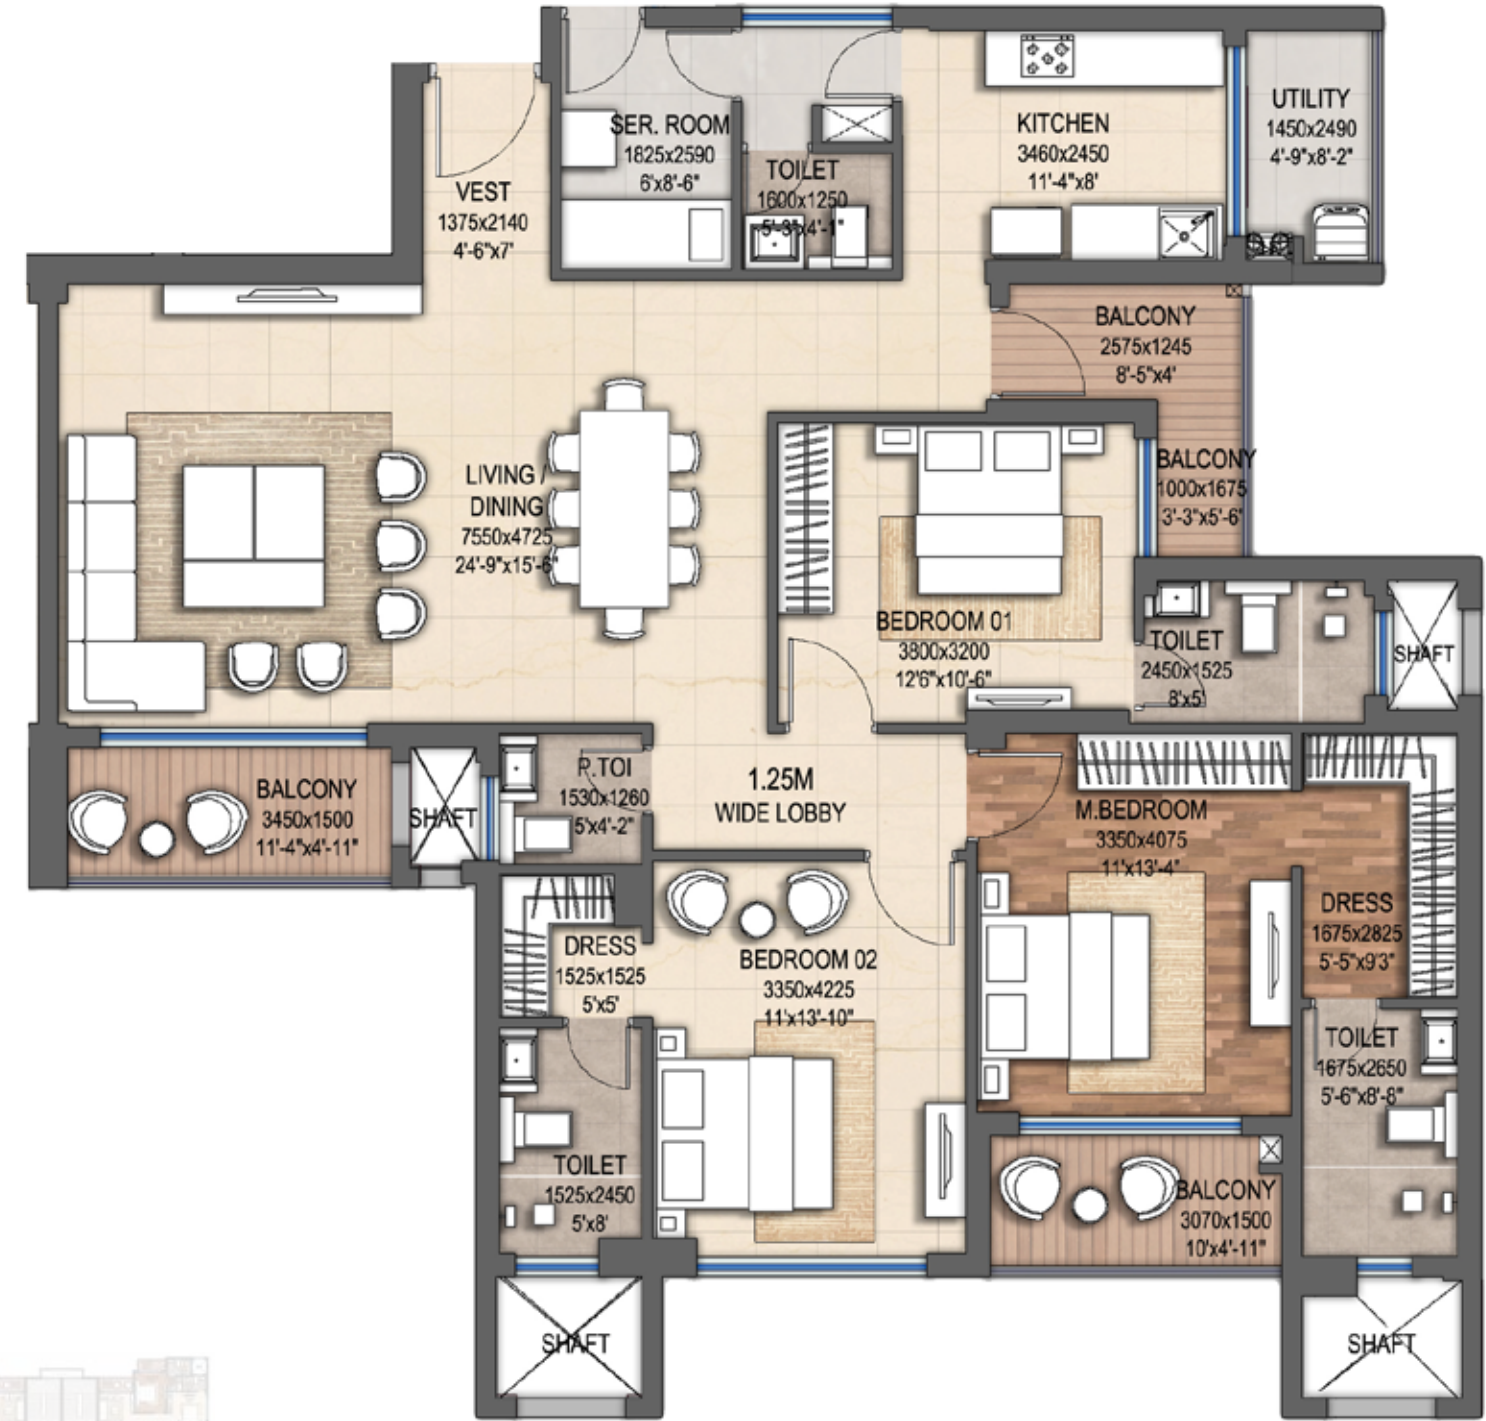 SER. ROOM
1825x2590
6'x8'-6"
KITCHEN
3460x2450
11'-4"x8'
UTILITY
1450x2490
4'-9"x8'-2"
VEST
1375x2140
4'-6"x7'
TOILET
1600x1250
5'-3"x4'-1"
BALCONY
2575x1245
8'-5"x4'
LIVING /
DINING
7550x4725
24'-9"x15'-6"
BALCONY
1000x1675
3'-3"x5'-6"
BEDROOM 01
3800x3200
12'6"x10'-6"
TOILET
2450x1525
8'x5'
SHAFT
BALCONY
3450x1500
11'-4"x4'-11"
SHAFT
P.TOI
1530x1260
5'x4'-2"
1.25M
WIDE LOBBY
M.BEDROOM
3350x4075
11'x13'-4"
DRESS
1675x2825
5'-5"x9'3"
DRESS
1525x1525
5'x5'
BEDROOM 02
3350x4225
11'x13'-10"
TOILET
1675x2650
5'-6"x8'-8"
TOILET
1525x2450
5'x8'
BALCONY
3070x1500
10'x4'-11"
SHAFT
SHAFT